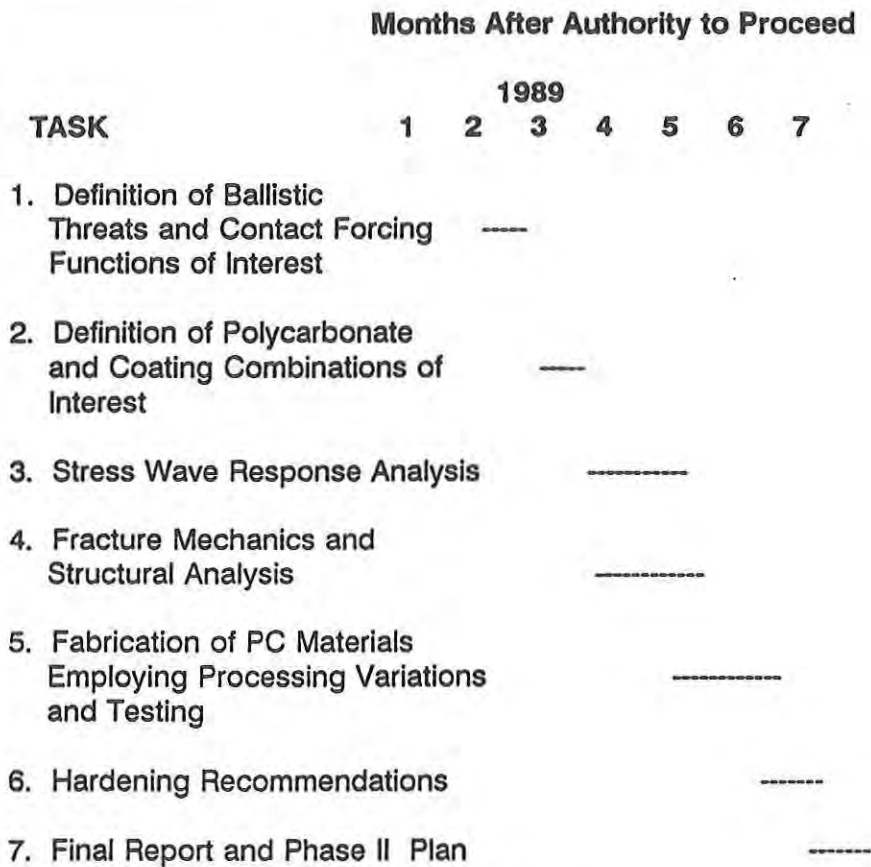 Months After Authority to Proceed
1989
TASK 1 2 3 4 5 6 7
1. Definition of Ballistic
Threats and Contact Forcing
Functions of Interest
2. Definition of Polycarbonate
and Coating Combinations of
Interest
3. Stress Wave Response Analysis
4. Fracture Mechanics and
Structural Analysis
5. Fabrication of PC Materials
Employing Processing Variations
and Testing
6. Hardening Recommendations
7. Final Report and Phase II Plan